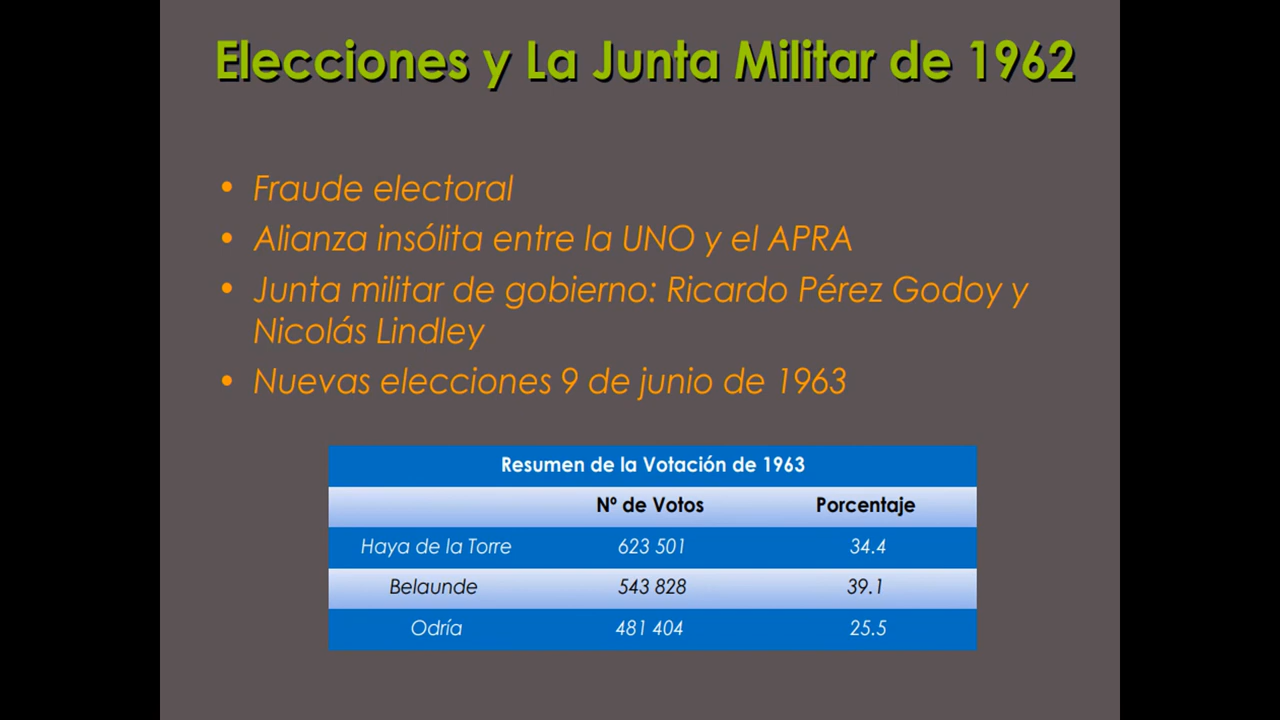 Elecciones y La Junta Militar de 1962
• Fraude electoral
• Alianza insólita entre la UNO y el APRA
• Junta militar de gobierno: Ricardo Pérez Godoy y
Nicolás Lindley
• Nuevas elecciones 9 de junio de 1963
Resumen de la Votación de 1963
Nº de Votos Porcentaje
Haya de la Torre 623 501 34.4
Belaunde 543 828 39.1
Odría 481 404 25.5